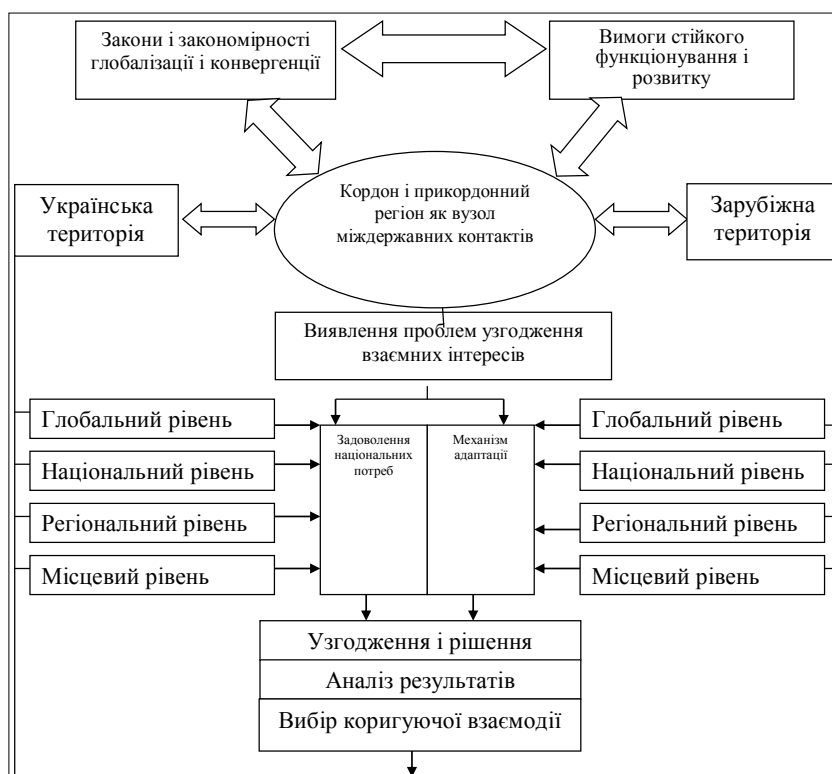 Закони і закономірності
глобалізації і конвергенції
Вимоги стійкого
функціонування і
розвитку
Кордон і прикордонний
регіон як вузол
міждержавних контактів
Українська
територія
Зарубіжна
територія
Виявлення проблем узгодження
взаємних інтересів
Глобальний рівень
Національний рівень
Регіональний рівень
Місцевий рівень
Задоволення
національних
потреб
Механізм
адаптації
Глобальний рівень
Національний рівень
Регіональний рівень
Місцевий рівень
Узгодження і рішення
Аналіз результатів
Вибір коригуючої взаємодії